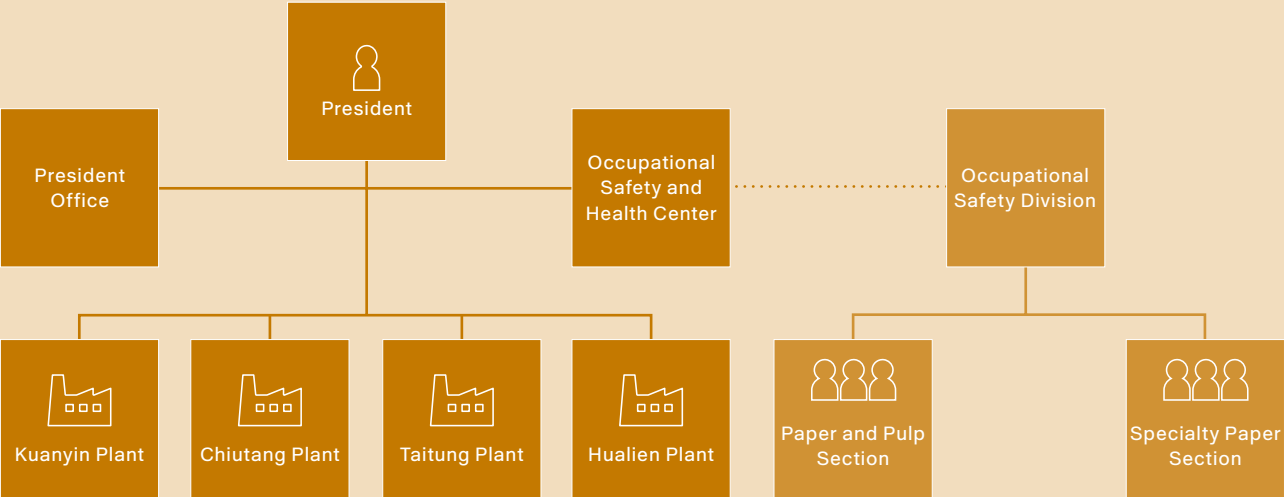 President
President
Office
Occupational
Safety and
Health Center
Occupational
Safety Division
Kuanyin Plant
Chiutang Plant
Taitung Plant
Hualien Plant
Paper and Pulp
Section
Specialty Paper
Section